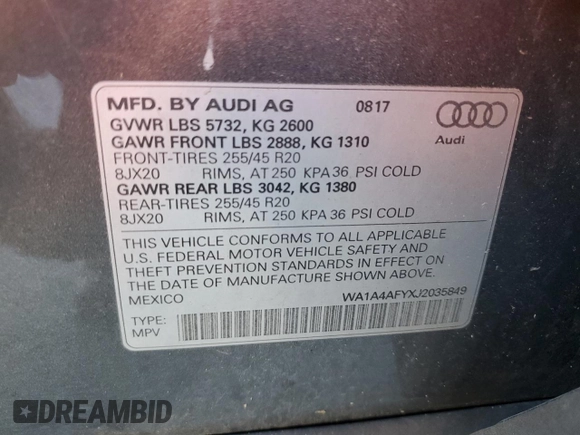 MFD. BY AUDI AG 0817
GVWR LBS 5732, KG 2600
GAWR FRONT LBS 2888, KG 1310
FRONT-TIRES 255/45 R20
8JX20 RIMS, AT 250 KPA 36 PSI COLD
GAWR REAR LBS 3042, KG 1380
REAR-TIRES 255/45 R20
8JX20 RIMS, AT 250 KPA 36 PSI COLD
Audi
THIS VEHICLE CONFORMS TO ALL APPLICABLE
U.S. FEDERAL MOTOR VEHICLE SAFETY AND
THEFT PREVENTION STANDARDS IN EFFECT ON
THE DATE OF MANUFACTURE SHOWN ABOVE
MEXICO WA1A4AFYXJ2035849
TYPE:
MPV
DREAMBID